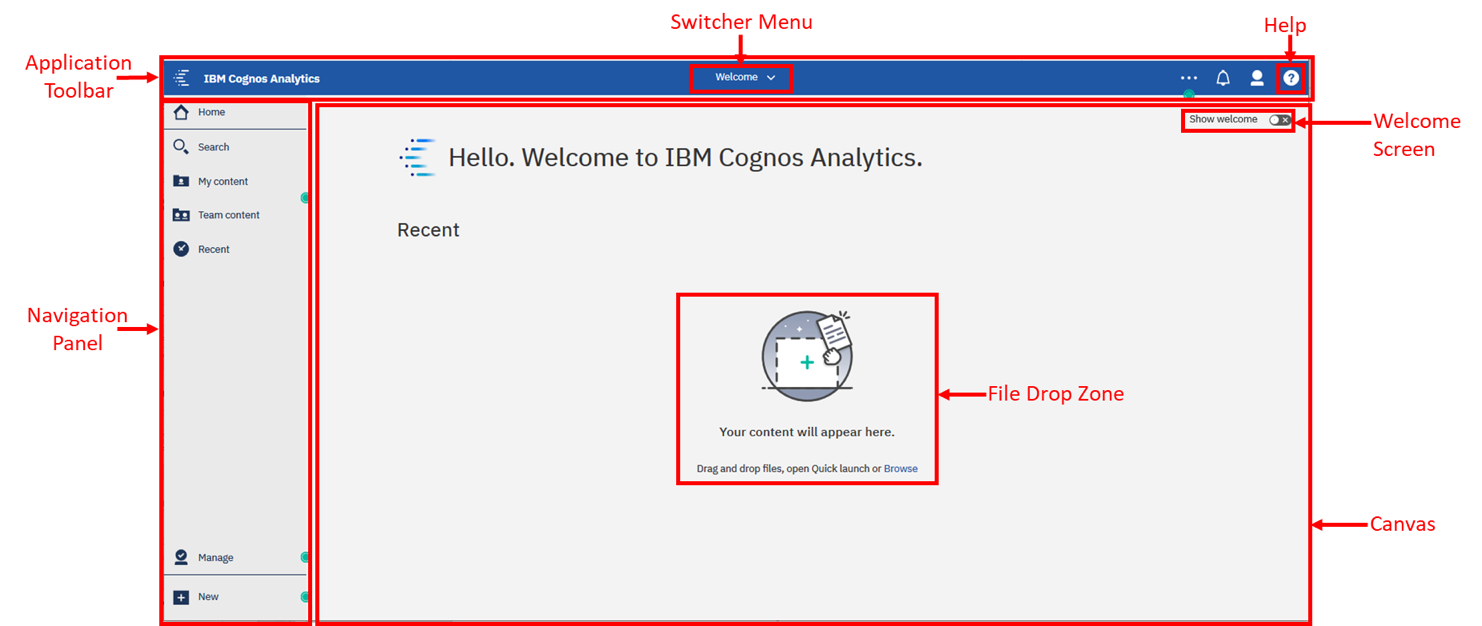 Switcher Menu
Help
Application
Toolbar
IBM Cognos Analytics
Welcome
?
Home
Show welcome
Welcome
Screen
Search
Hello. Welcome to IBM Cognos Analytics.
My content
Team content
Recent
Recent
Navigation
Panel
File Drop Zone
Your content will appear here.
Drag and drop files, open Quick launch or Browse
Canvas
Manage
New